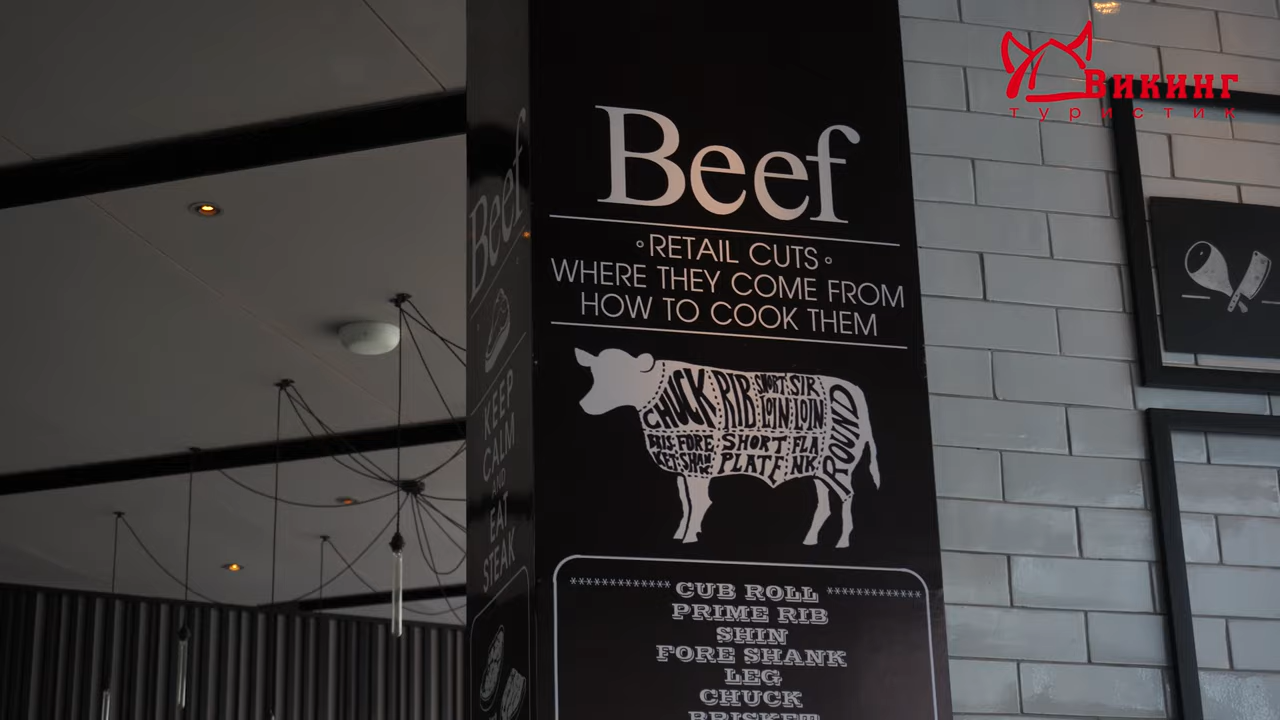 Викинг
туристик
Beef
RETAIL CUTS
WHERE THEY COME FROM
HOW TO COOK THEM
CHUCK RIB SHORT LOIN SIR LOIN ROUND
BRIS KET FORE SHANK SHORT PLATE FLA NK
CUB ROLL
PRIME RIB
SHIN
FORE SHANK
LEG
CHUCK
BRISKET
Beef
KEEP
CALM
AND
EAT
STEAK